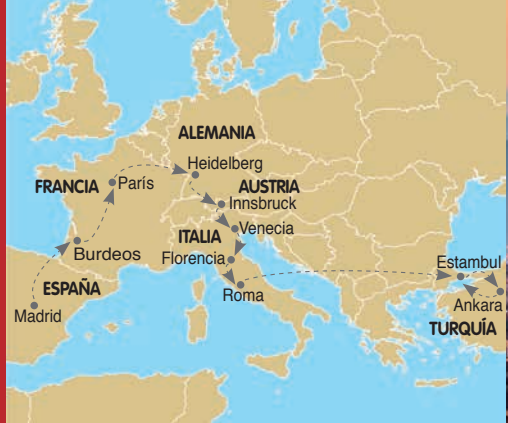 ALEMANIA
Heidelberg
FRANCIA
París
AUSTRIA
Innsbruck
ITALIA
Venecia
Burdeos
Florencia
Estambul
ESPAÑA
Roma
Ankara
Madrid
TURQUÍA